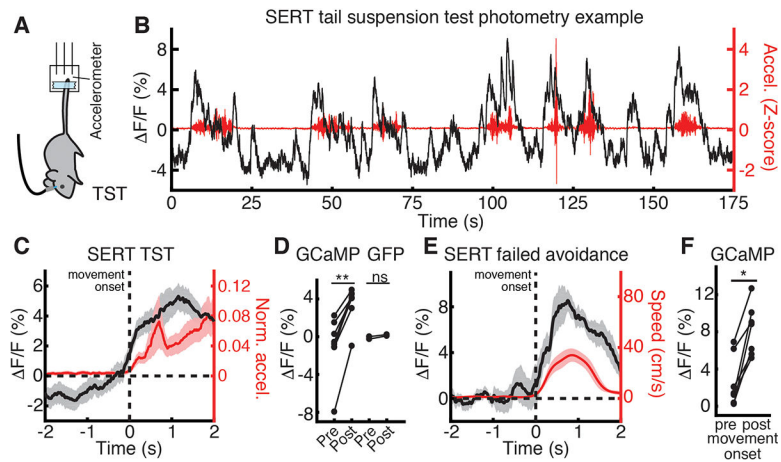 A
Accelerometer
TST
B
SERT tail suspension test photometry example
ΔF/F (%)
8
4
0
-4
0 25 50 75 100 125 150 175
Time (s)
4
2
0
-2
Accel. (Z-score)
C
SERT TST
movement
onset
ΔF/F (%)
6
4
2
0
-2
-2 -1 0 1 2
Time (s)
0.12
0.08
0.04
0
Norm. accel.
D
GCaMP GFP
** ns
ΔF/F (%)
4
0
-4
-8
Pre Post Pre Post
E
SERT failed avoidance
movement
onset
ΔF/F (%)
8
4
0
-2 -1 0 1 2
Time (s)
80
40
0
Speed (cm/s)
F
GCaMP
*
ΔF/F (%)
12
8
4
0
pre post
movement
onset